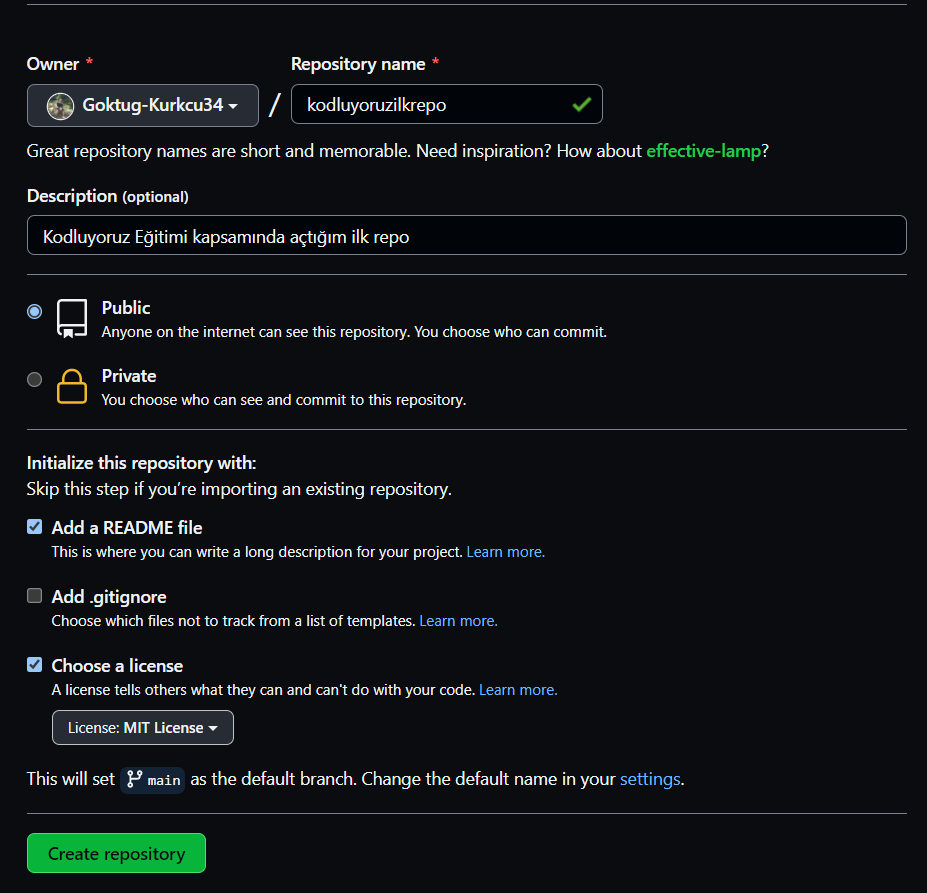 Owner *
Repository name *
Goktug-Kurkcu34 / kodluyoruzilkrepo
Great repository names are short and memorable. Need inspiration? How about effective-lamp?
Description (optional)
Kodluyoruz Eğitimi kapsamında açtığım ilk repo
Public
Anyone on the internet can see this repository. You choose who can commit.
Private
You choose who can see and commit to this repository.
Initialize this repository with:
Skip this step if you’re importing an existing repository.
Add a README file
This is where you can write a long description for your project. Learn more.
Add .gitignore
Choose which files not to track from a list of templates. Learn more.
Choose a license
A license tells others what they can and can't do with your code. Learn more.
License: MIT License
This will set main as the default branch. Change the default name in your settings.
Create repository